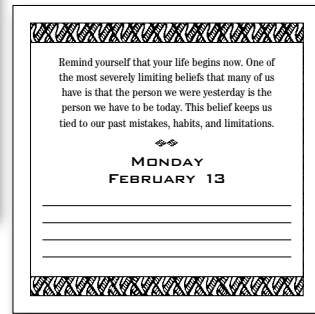 Remind yourself that your life begins now. One of
the most severely limiting beliefs that many of us
have is that the person we were yesterday is the
person we have to be today. This belief keeps us
tied to our past mistakes, habits, and limitations.
Monday
February 13